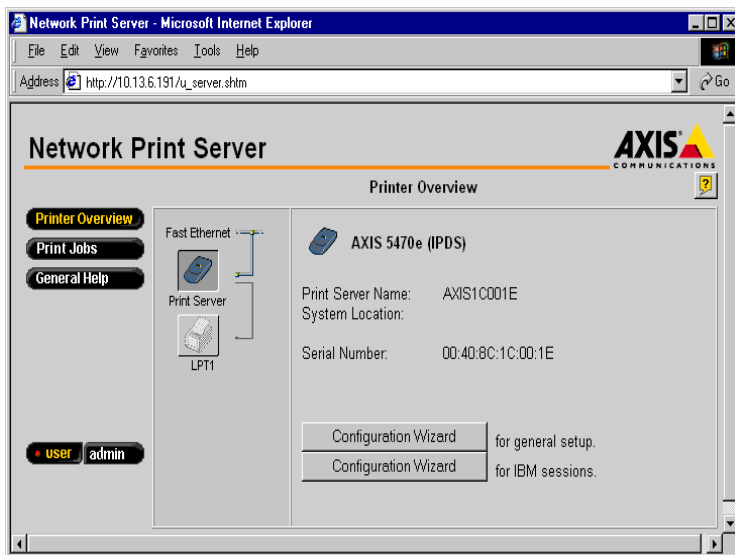 Network Print Server - Microsoft Internet Explorer
File Edit View Favorites Tools Help
Address http://10.13.6.191/u_server.shtm Go
Network Print Server
AXIS
COMMUNICATIONS
Printer Overview
?
Printer Overview
Print Jobs
General Help
Fast Ethernet
Print Server
LPT1
user admin
AXIS 5470e (IPDS)
Print Server Name: AXIS1C001E
System Location:
Serial Number: 00:40:8C:1C:00:1E
Configuration Wizard for general setup.
Configuration Wizard for IBM sessions.